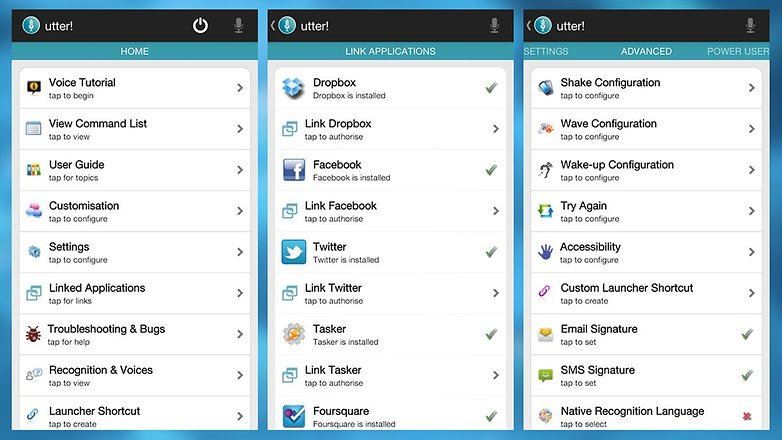 utter!
HOME
Voice Tutorial
tap to begin
View Command List
tap to view
User Guide
tap for topics
Customisation
tap to configure
Settings
tap to configure
Linked Applications
tap for links
Troubleshooting & Bugs
tap for help
Recognition & Voices
tap to view
Launcher Shortcut
tap to create
utter!
LINK APPLICATIONS
Dropbox
Dropbox is installed
Link Dropbox
tap to authorise
Facebook
Facebook is installed
Link Facebook
tap to authorise
Twitter
Twitter is installed
Link Twitter
tap to authorise
Tasker
Tasker is installed
Link Tasker
tap to authorise
Foursquare
Foursquare is installed
utter!
SETTINGS ADVANCED POWER USER
Shake Configuration
tap to configure
Wave Configuration
tap to configure
Wake-up Configuration
tap to configure
Try Again
tap to configure
Accessibility
tap to configure
Custom Launcher Shortcut
tap to create
Email Signature
tap to set
SMS Signature
tap to set
Native Recognition Language
tap to select